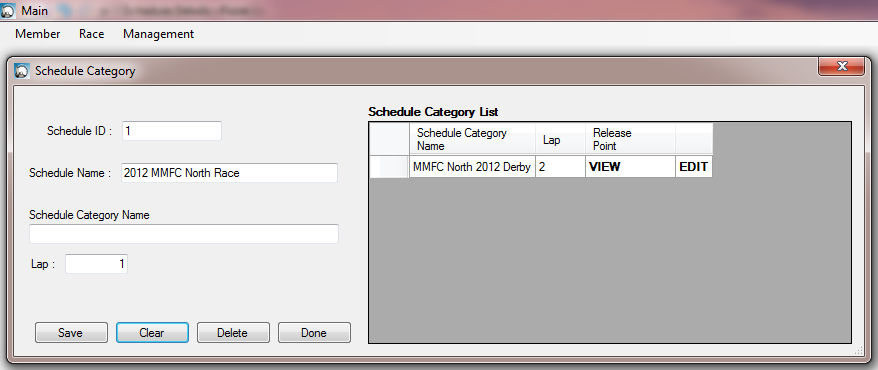 Main
Member Race Management
Schedule Category
Schedule ID : 1
Schedule Name : 2012 MMFC North Race
Schedule Category Name
Lap : 1
Save Clear Delete Done
Schedule Category List
Schedule Category Name Lap Release Point
MMFC North 2012 Derby 2 VIEW EDIT